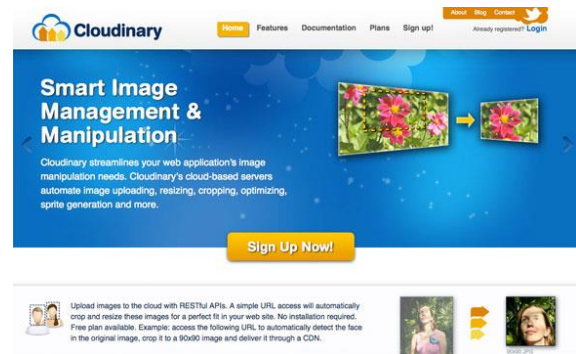 About Blog Contact
Cloudinary
Home Features Documentation Plans Sign up!
Already registered? Login
Smart Image
Management &
Manipulation
Cloudinary streamlines your web application's image
manipulation needs. Cloudinary's cloud-based servers
automate image uploading, resizing, cropping, optimizing,
sprite generation and more.
Sign Up Now!
Upload images to the cloud with RESTful APIs. A simple URL access will automatically
crop and resize these images for a perfect fit in your web site. No installation required.
Free plan available. Example: access the following URL to automatically detect the face
in the original image, crop it to a 90x90 image and deliver it through a CDN.
90x90 JPG